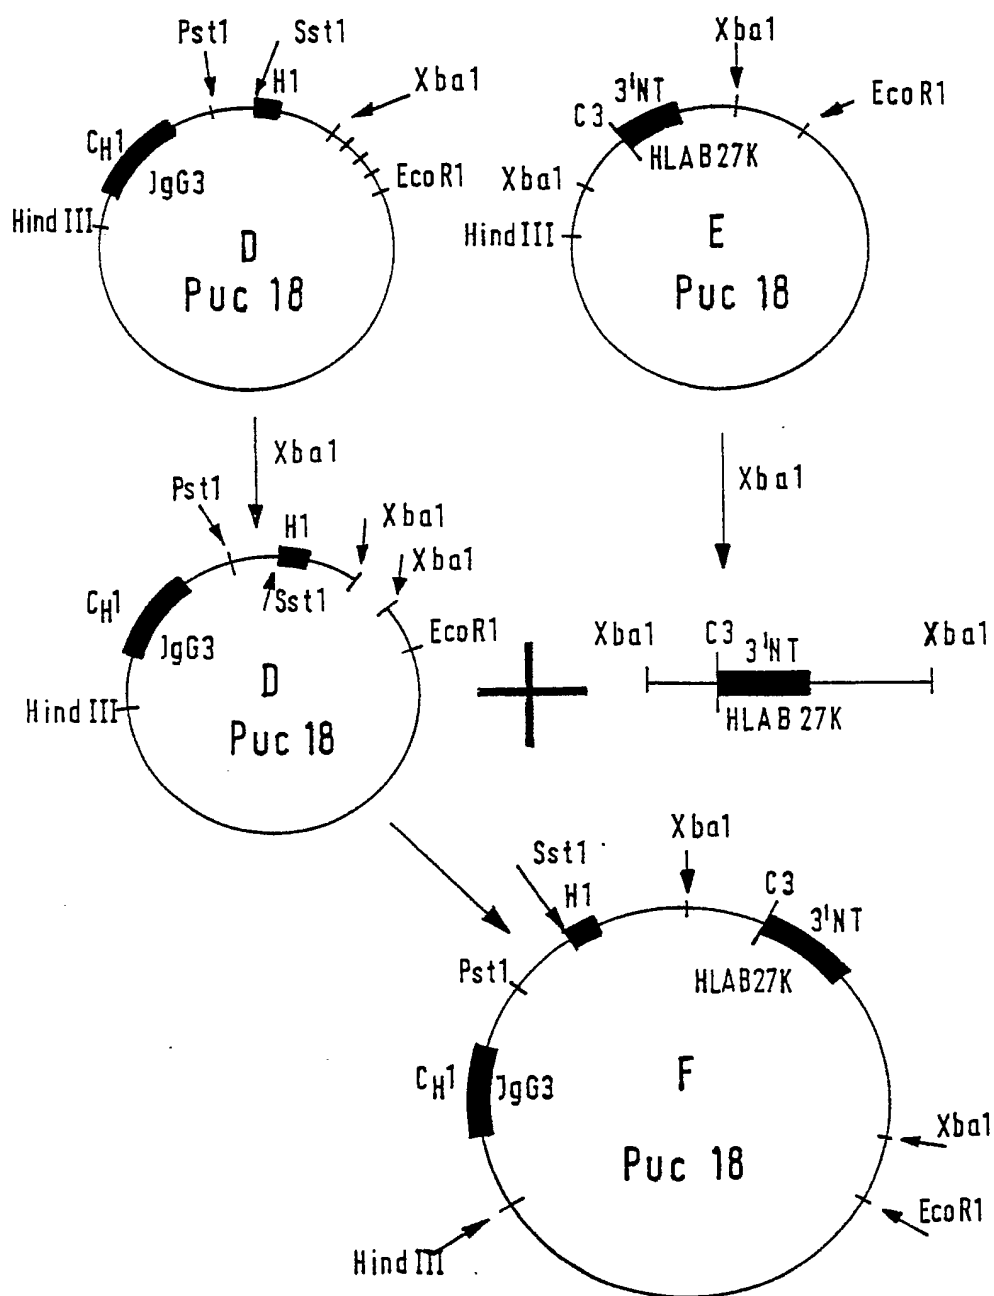 Pst1
Sst1
H1
Xba1
CH1
JgG3
EcoR1
Hind III
D
Puc 18
Xba1
3'NT
C3
EcoR1
HLAB27K
Xba1
Hind III
E
Puc 18
Xba1
Xba1
Pst1
H1
Xba1
Xba1
Sst1
CH1
JgG3
EcoR1
D
Hind III
Puc 18
+
Xba1
C3
3'NT
Xba1
HLAB27K
Sst1
H1
Xba1
C3
3'NT
Pst1
HLAB27K
CH1
JgG3
F
Puc 18
Xba1
EcoR1
Hind III